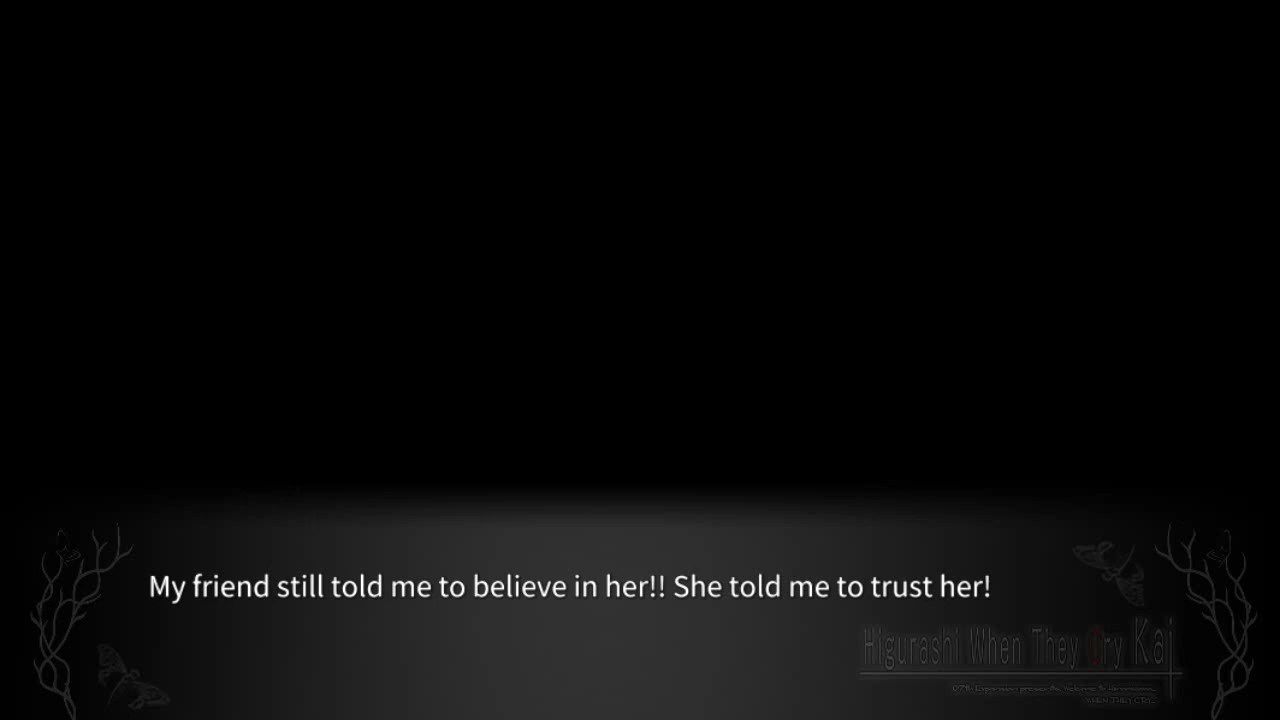 My friend still told me to believe in her!! She told me to trust her!
Higurashi When They Cry Kai